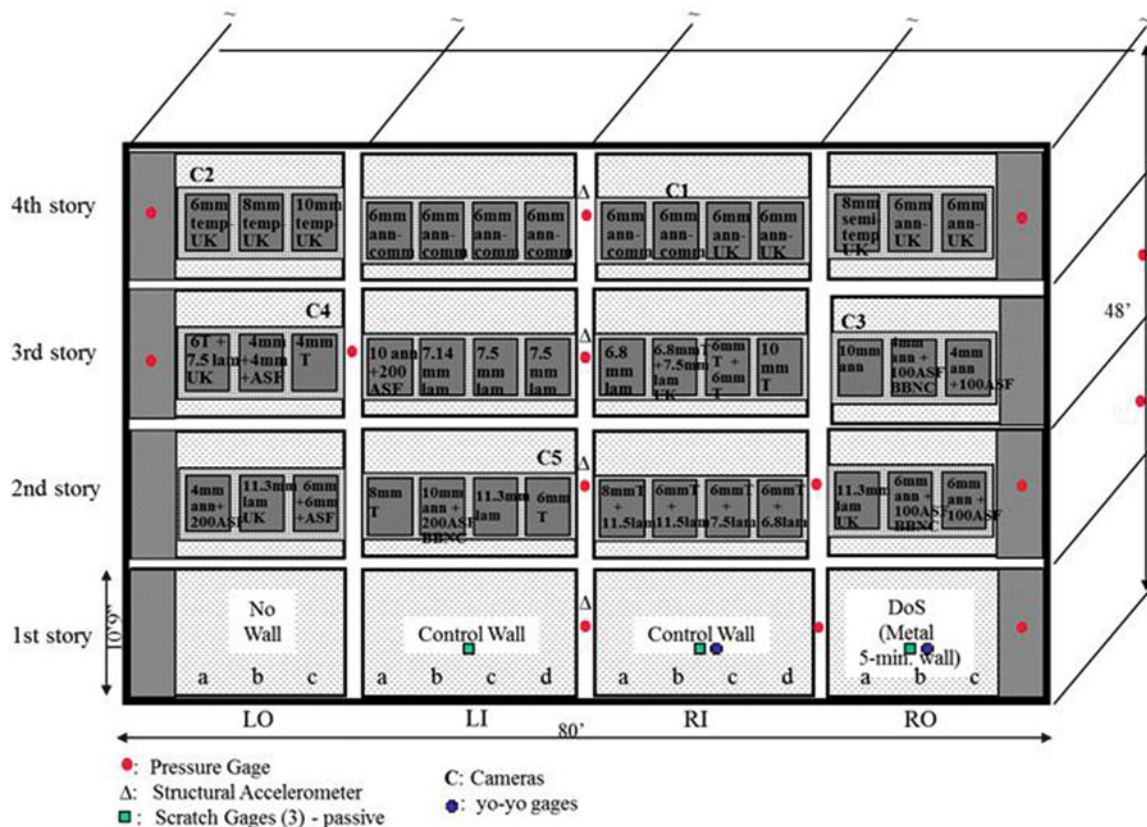 ~
~
~
~
4th story
C2
6mm
temp-
UK
8mm
temp-
UK
10mm
temp-
UK
6mm
ann-
comm
6mm
ann-
comm
6mm
ann-
comm
6mm
ann-
comm
Δ
C1
6mm
ann-
comm
6mm
ann-
comm
6mm
ann-
UK
6mm
ann-
UK
8mm
semi-
temp-
UK
6mm
ann-
UK
6mm
ann-
UK
48'
3rd story
C4
6T +
7.5 lam
UK
4mm
+4mm
+ASF
4mm
T
10 ann
+200
ASF
7.14
mm
lam
7.5
mm
lam
7.5
mm
lam
Δ
6.8
mm
lam
6.8mmT
+7.5mm
lam
UK
6mm
T +
6mm
T
10
mm
T
C3
10mm
ann
4mm
ann +
100ASF
BBNC
4mm
ann
+100ASF
2nd story
4mm
ann+
200ASF
11.3mm
lam
UK
6mm
+6mm
+ASF
C5
8mm
T
10mm
ann +
200ASF
BBNC
11.3mm
lam
6mm
T
Δ
8mmT
+
11.5lam
6mmT
+
11.5lam
6mmT
+
7.5lam
6mmT
+
6.8lam
11.3mm
lam
UK
6mm
ann +
100ASF
BBNC
6mm
ann +
100ASF
1st story
10'9"
No
Wall
a b c
Control Wall
a b c d
Δ
Control Wall
a b c d
DoS
(Metal
5-min. wall)
a b c
LO LI RI RO
80'
: Pressure Gage
Δ: Structural Accelerometer
: Scratch Gages (3) - passive
C: Cameras
: yo-yo gages